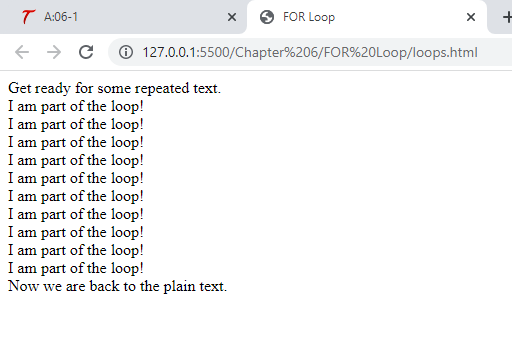 A:06-1
FOR Loop
127.0.0.1:5500/Chapter%206/FOR%20Loop/loops.html
Get ready for some repeated text.
I am part of the loop!
I am part of the loop!
I am part of the loop!
I am part of the loop!
I am part of the loop!
I am part of the loop!
I am part of the loop!
I am part of the loop!
I am part of the loop!
I am part of the loop!
Now we are back to the plain text.